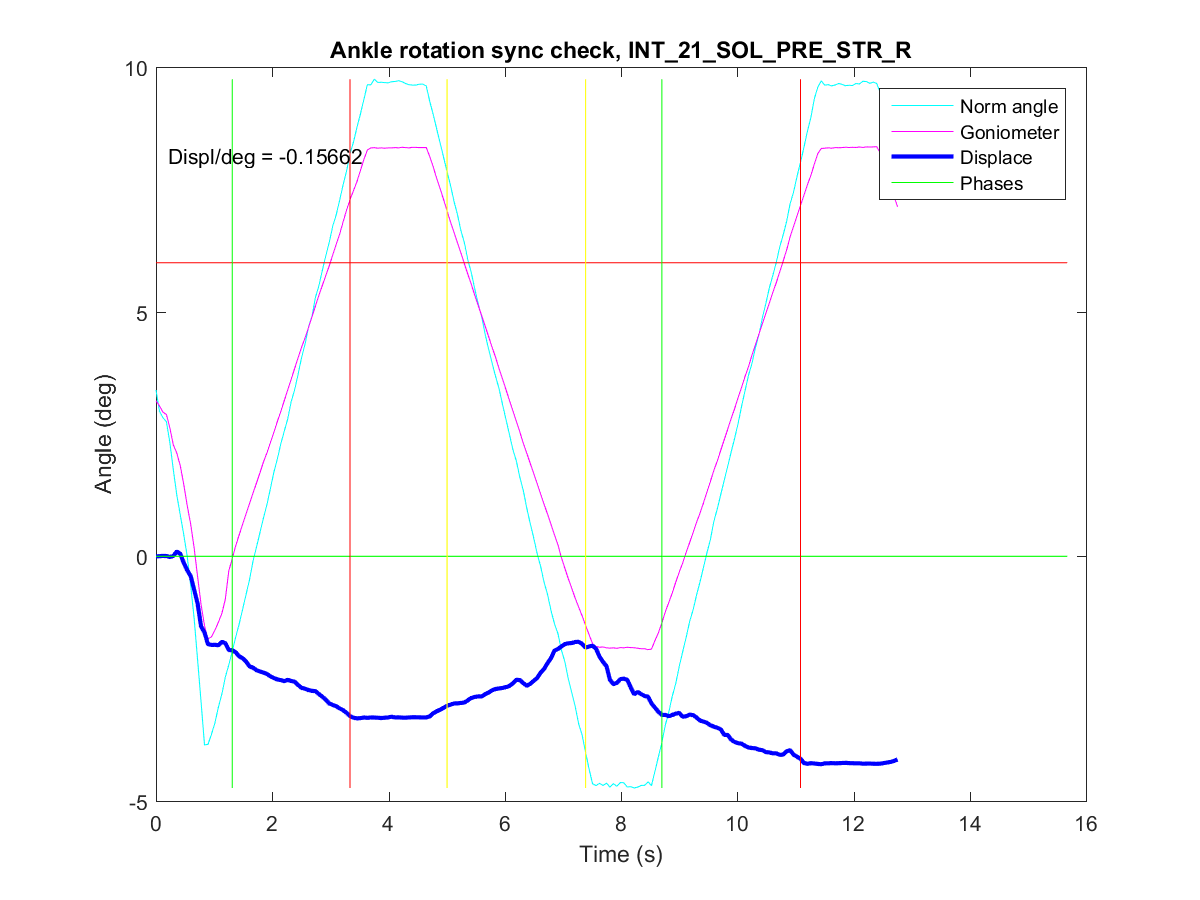 Ankle rotation sync check, INT_21_SOL_PRE_STR_R
10
Norm angle
Goniometer
Displace
Phases
Displ/deg = -0.15662
5
Angle (deg)
0
-5
0 2 4 6 8 10 12 14 16
Time (s)